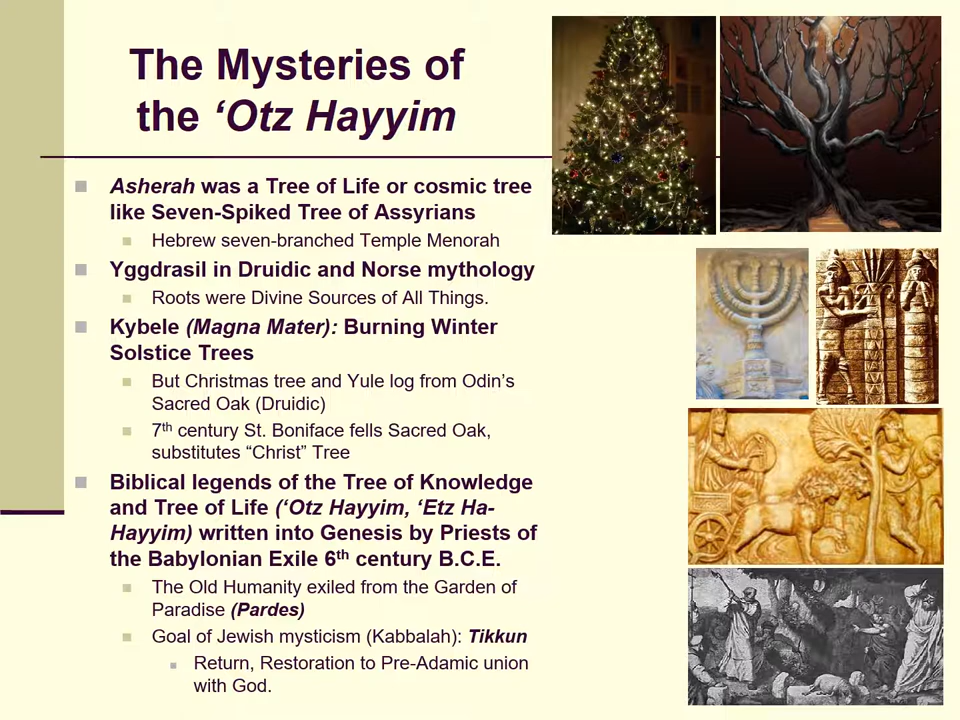 The Mysteries of
the ‘Otz Hayyim
Asherah was a Tree of Life or cosmic tree
like Seven-Spiked Tree of Assyrians
Hebrew seven-branched Temple Menorah
Yggdrasil in Druidic and Norse mythology
Roots were Divine Sources of All Things.
Kybele (Magna Mater): Burning Winter
Solstice Trees
But Christmas tree and Yule log from Odin’s
Sacred Oak (Druidic)
7th century St. Boniface fells Sacred Oak,
substitutes “Christ” Tree
Biblical legends of the Tree of Knowledge
and Tree of Life (‘Otz Hayyim, ‘Etz Ha-
Hayyim) written into Genesis by Priests of
the Babylonian Exile 6th century B.C.E.
The Old Humanity exiled from the Garden of
Paradise (Pardes)
Goal of Jewish mysticism (Kabbalah): Tikkun
Return, Restoration to Pre-Adamic union
with God.